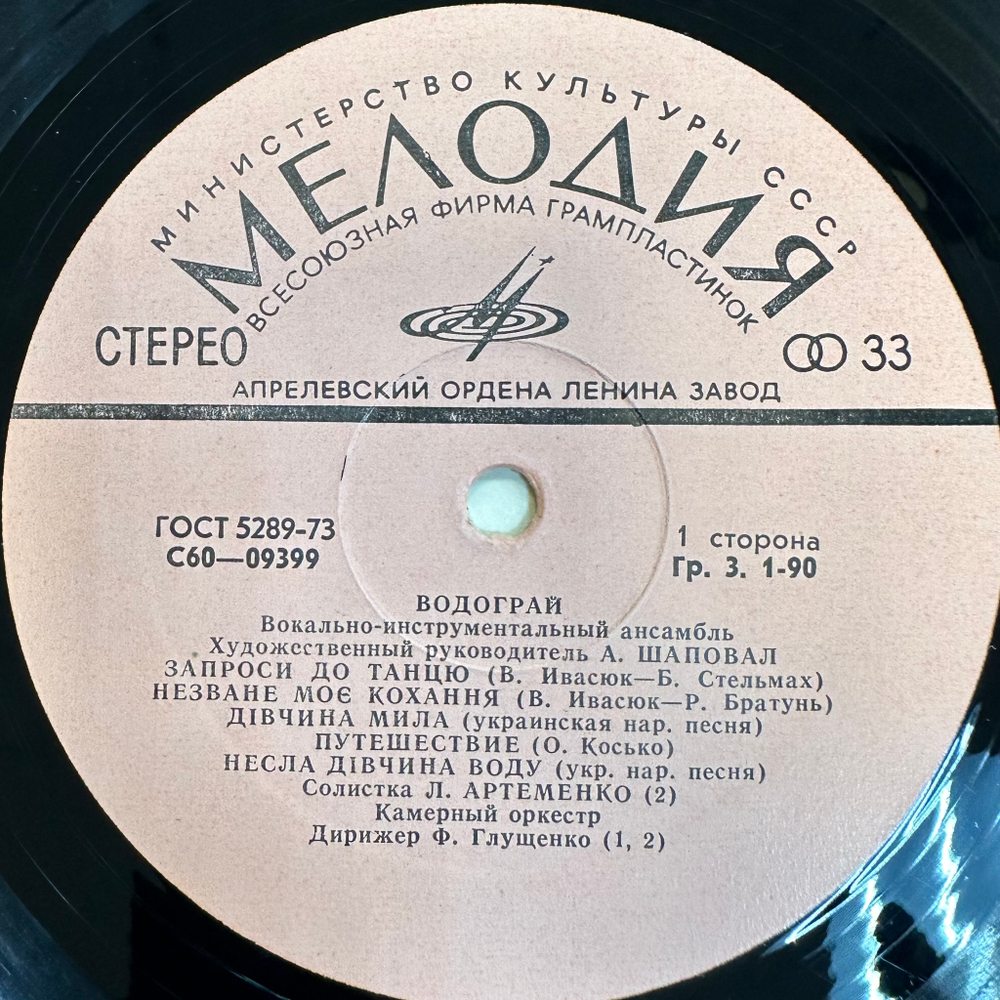 МИНИСТЕРСТВО КУЛЬТУРЫ СССР
МЕЛОДИЯ
ВСЕСОЮЗНАЯ ФИРМА ГРАМПЛАСТИНОК
СТЕРЕО
33
АПРЕЛЕВСКИЙ ОРДЕНА ЛЕНИНА ЗАВОД
ГОСТ 5289-73
С60—09399
1 сторона
Гр. 3. 1-90
ВОДОГРАЙ
Вокально-инструментальный ансамбль
Художественный руководитель А. ШАПОВАЛ
ЗАПРОСИ ДО ТАНЦЮ (В. Ивасюк—Б. Стельмах)
НЕЗВАНЕ МОЄ КОХАННЯ (В. Ивасюк—Р. Братунь)
ДІВЧИНА МИЛА (украинская нар. песня)
ПУТЕШЕСТВИЕ (О. Косько)
НЕСЛА ДІВЧИНА ВОДУ (укр. нар. песня)
Солистка Л. АРТЕМЕНКО (2)
Камерный оркестр
Дирижер Ф. Глущенко (1, 2)